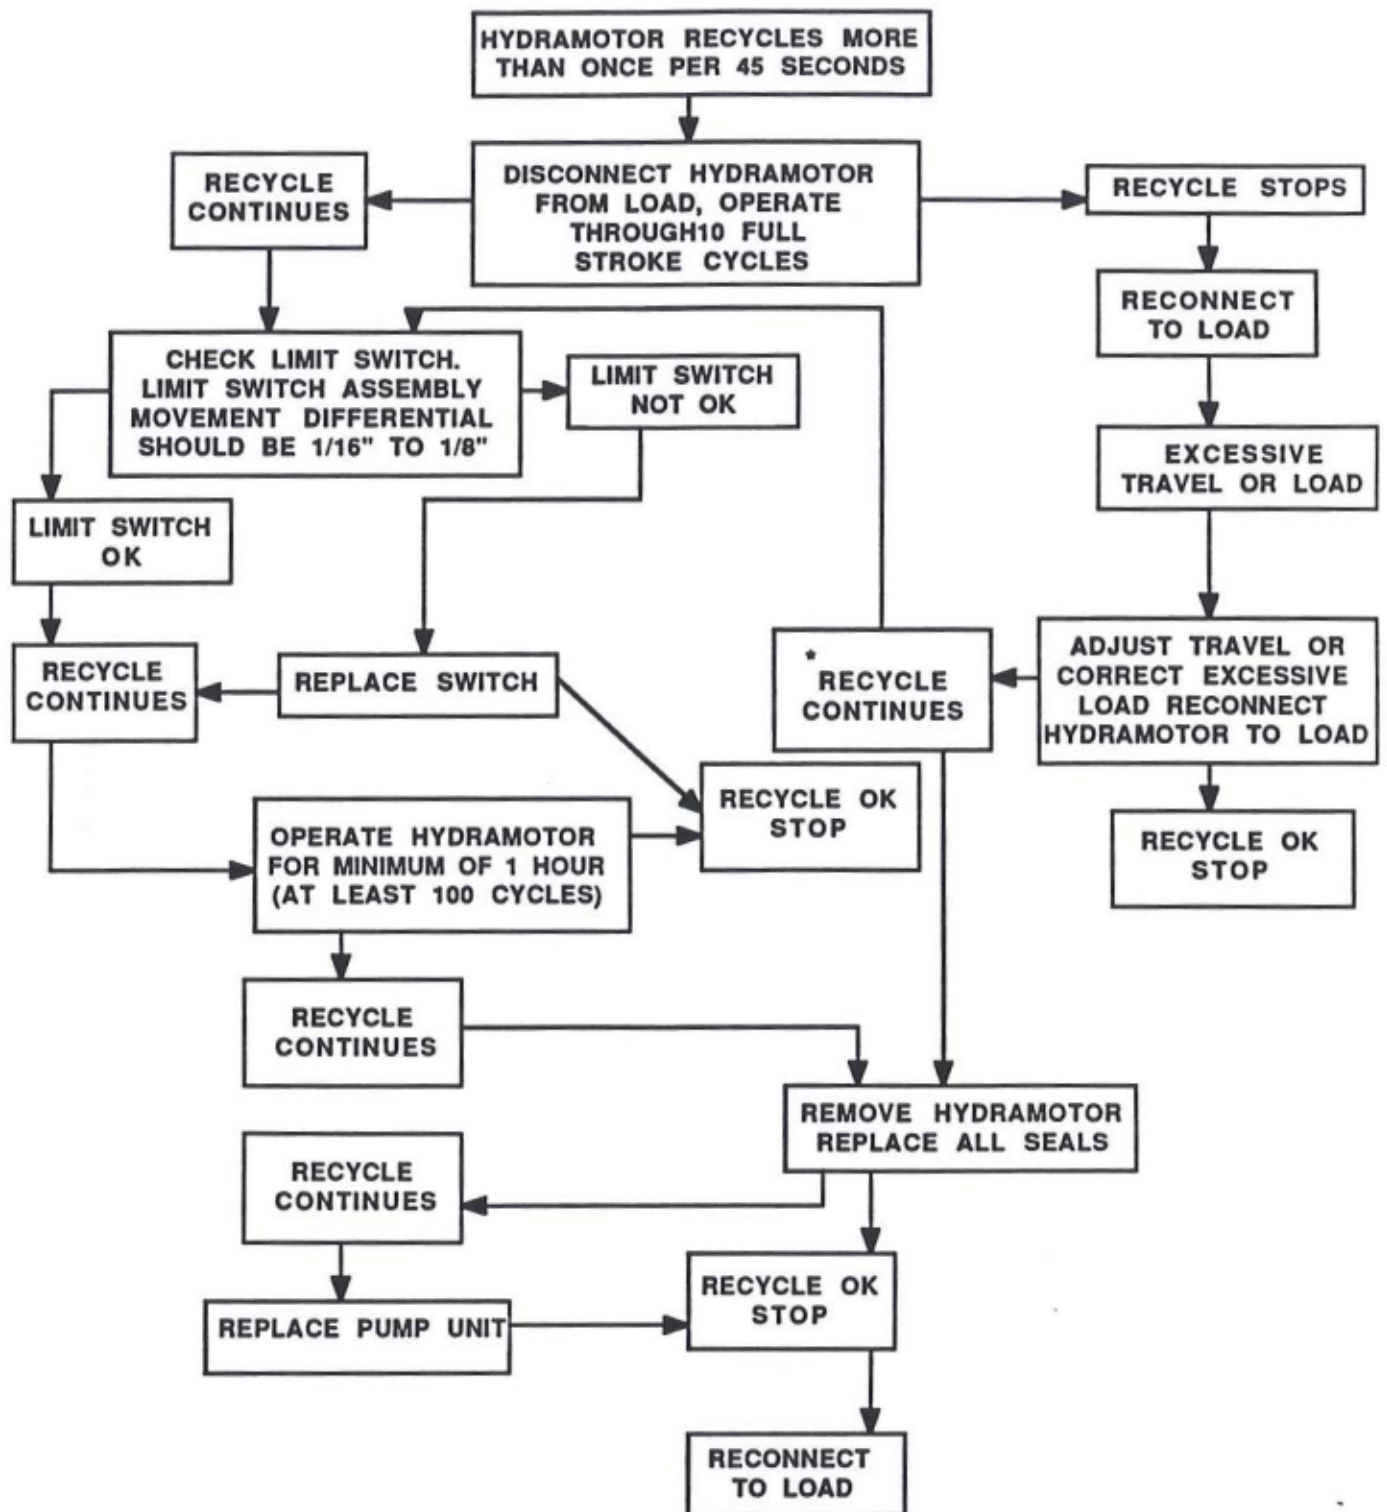 HYDRAMOTOR RECYCLES MORE
THAN ONCE PER 45 SECONDS
RECYCLE
CONTINUES
DISCONNECT HYDRAMOTOR
FROM LOAD, OPERATE
THROUGH10 FULL
STROKE CYCLES
RECYCLE STOPS
RECONNECT
TO LOAD
CHECK LIMIT SWITCH.
LIMIT SWITCH ASSEMBLY
MOVEMENT DIFFERENTIAL
SHOULD BE 1/16" TO 1/8"
LIMIT SWITCH
NOT OK
EXCESSIVE
TRAVEL OR LOAD
LIMIT SWITCH
OK
RECYCLE
CONTINUES
REPLACE SWITCH
*
RECYCLE
CONTINUES
ADJUST TRAVEL OR
CORRECT EXCESSIVE
LOAD RECONNECT
HYDRAMOTOR TO LOAD
RECYCLE OK
STOP
RECYCLE OK
STOP
OPERATE HYDRAMOTOR
FOR MINIMUM OF 1 HOUR
(AT LEAST 100 CYCLES)
RECYCLE
CONTINUES
REMOVE HYDRAMOTOR
REPLACE ALL SEALS
RECYCLE
CONTINUES
RECYCLE OK
STOP
REPLACE PUMP UNIT
RECONNECT
TO LOAD